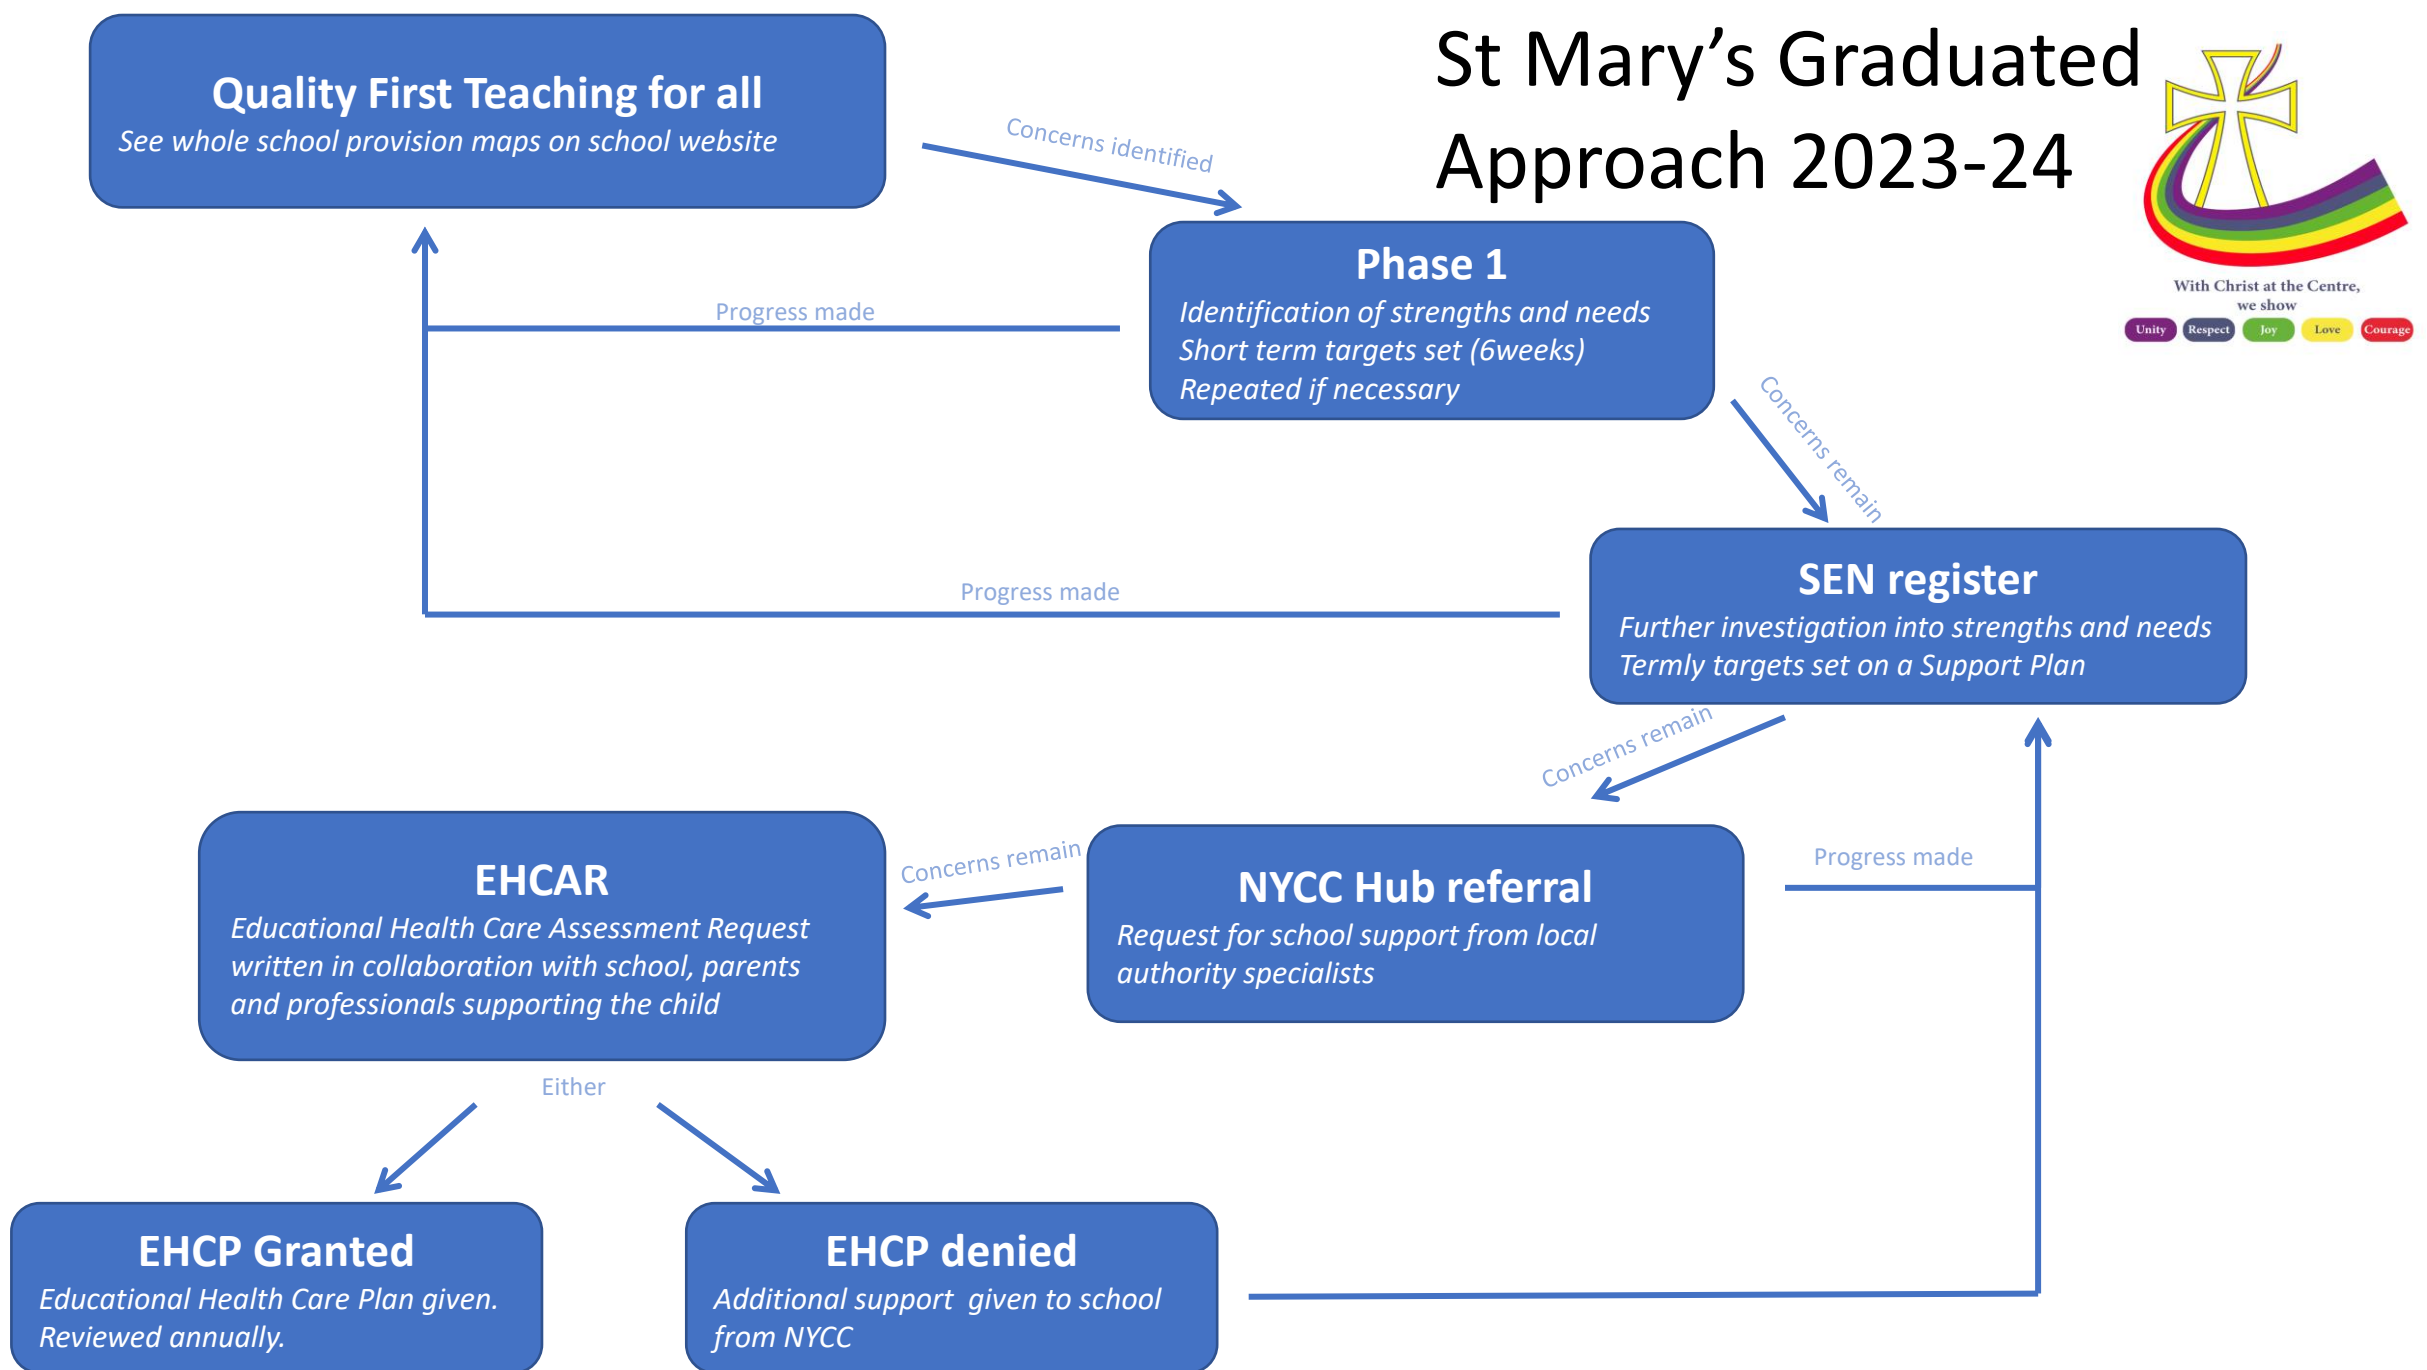 St Mary’s Graduated
Approach 2023-24
With Christ at the Centre,
we show
Unity
Respect
Joy
Love
Courage
Quality First Teaching for all
See whole school provision maps on school website
Concerns identified
Phase 1
Identification of strengths and needs
Short term targets set (6weeks)
Repeated if necessary
Progress made
Concerns remain
SEN register
Further investigation into strengths and needs
Termly targets set on a Support Plan
Progress made
Concerns remain
NYCC Hub referral
Request for school support from local
authority specialists
Progress made
Concerns remain
EHCAR
Educational Health Care Assessment Request
written in collaboration with school, parents
and professionals supporting the child
Either
EHCP Granted
Educational Health Care Plan given.
Reviewed annually.
EHCP denied
Additional support  given to school
from NYCC